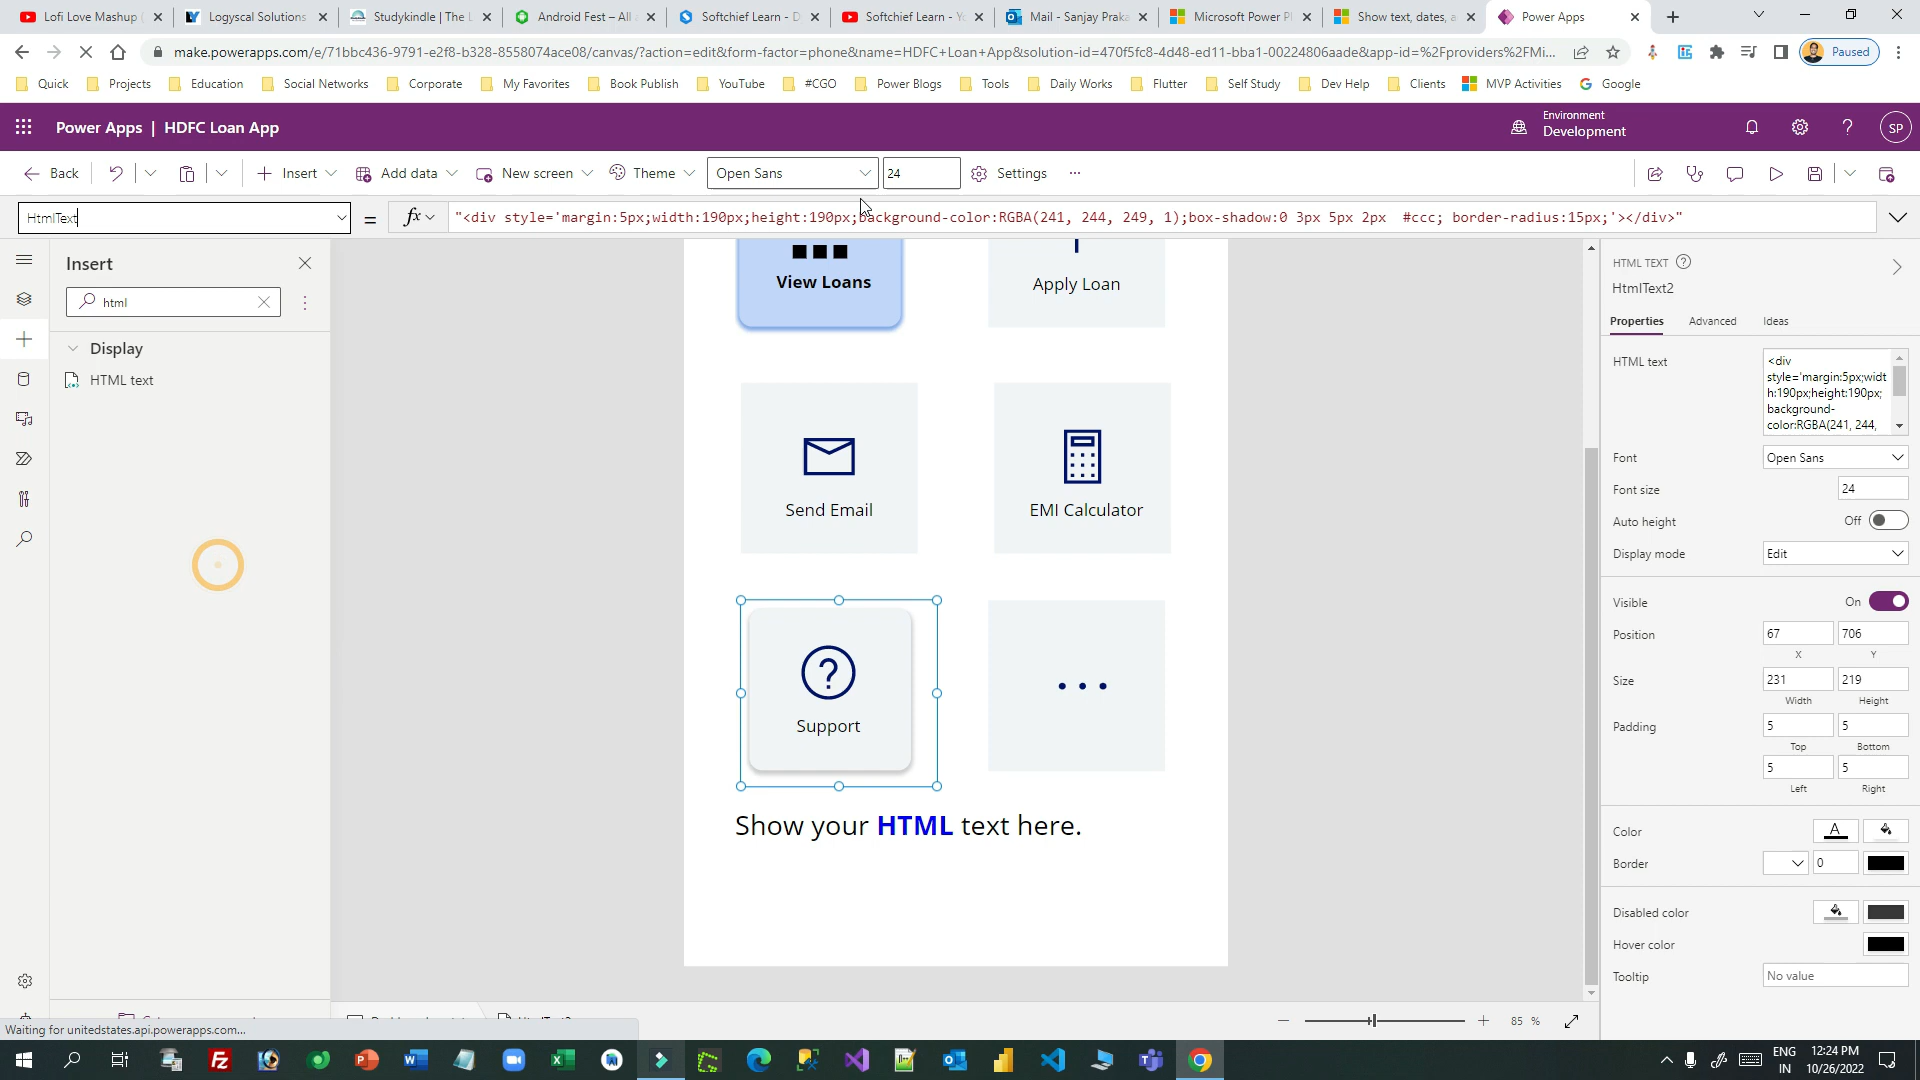 Lofi Love Mashup
Logyscal Solutions
Studykindle | The L
Android Fest – All
Softchief Learn - D
Softchief Learn - Y
Mail - Sanjay Praka
Microsoft Power P
Show text, dates, a
Power Apps
make.powerapps.com/e/71bbc436-9791-e2f8-b328-8558074ace08/canvas/?action=edit&form-factor=phone&name=HDFC+Loan+App&solution-id=470f5fc8-4d48-ed11-bba1-00224806aade&app-id=%2Fproviders%2FMi...
Paused
Quick
Projects
Education
Social Networks
Corporate
My Favorites
Book Publish
YouTube
#CGO
Power Blogs
Tools
Daily Works
Flutter
Self Study
Dev Help
Clients
MVP Activities
Google
Power Apps | HDFC Loan App
Environment
Development
SP
Back
Insert
Add data
New screen
Theme
Open Sans
24
Settings
HtmlText
=
fx
"<div style='margin:5px;width:190px;height:190px;background-color:RGBA(241, 244, 249, 1);box-shadow:0 3px 5px 2px  #ccc; border-radius:15px;'></div>"
Insert
html
Display
HTML text
View Loans
Apply Loan
Send Email
EMI Calculator
Support
Show your HTML text here.
HTML TEXT
HtmlText2
Properties
Advanced
Ideas
HTML text
<div
style='margin:5px;widt
h:190px;height:190px;
background-
color:RGBA(241, 244,
Font
Open Sans
Font size
24
Auto height
Off
Display mode
Edit
Visible
On
Position
67
706
X
Y
Size
231
219
Width
Height
Padding
5
5
Top
Bottom
5
5
Left
Right
Color
Border
0
Disabled color
Hover color
Tooltip
No value
85 %
Waiting for unitedstates.api.powerapps.com...
ENG
IN
12:24 PM
10/26/2022